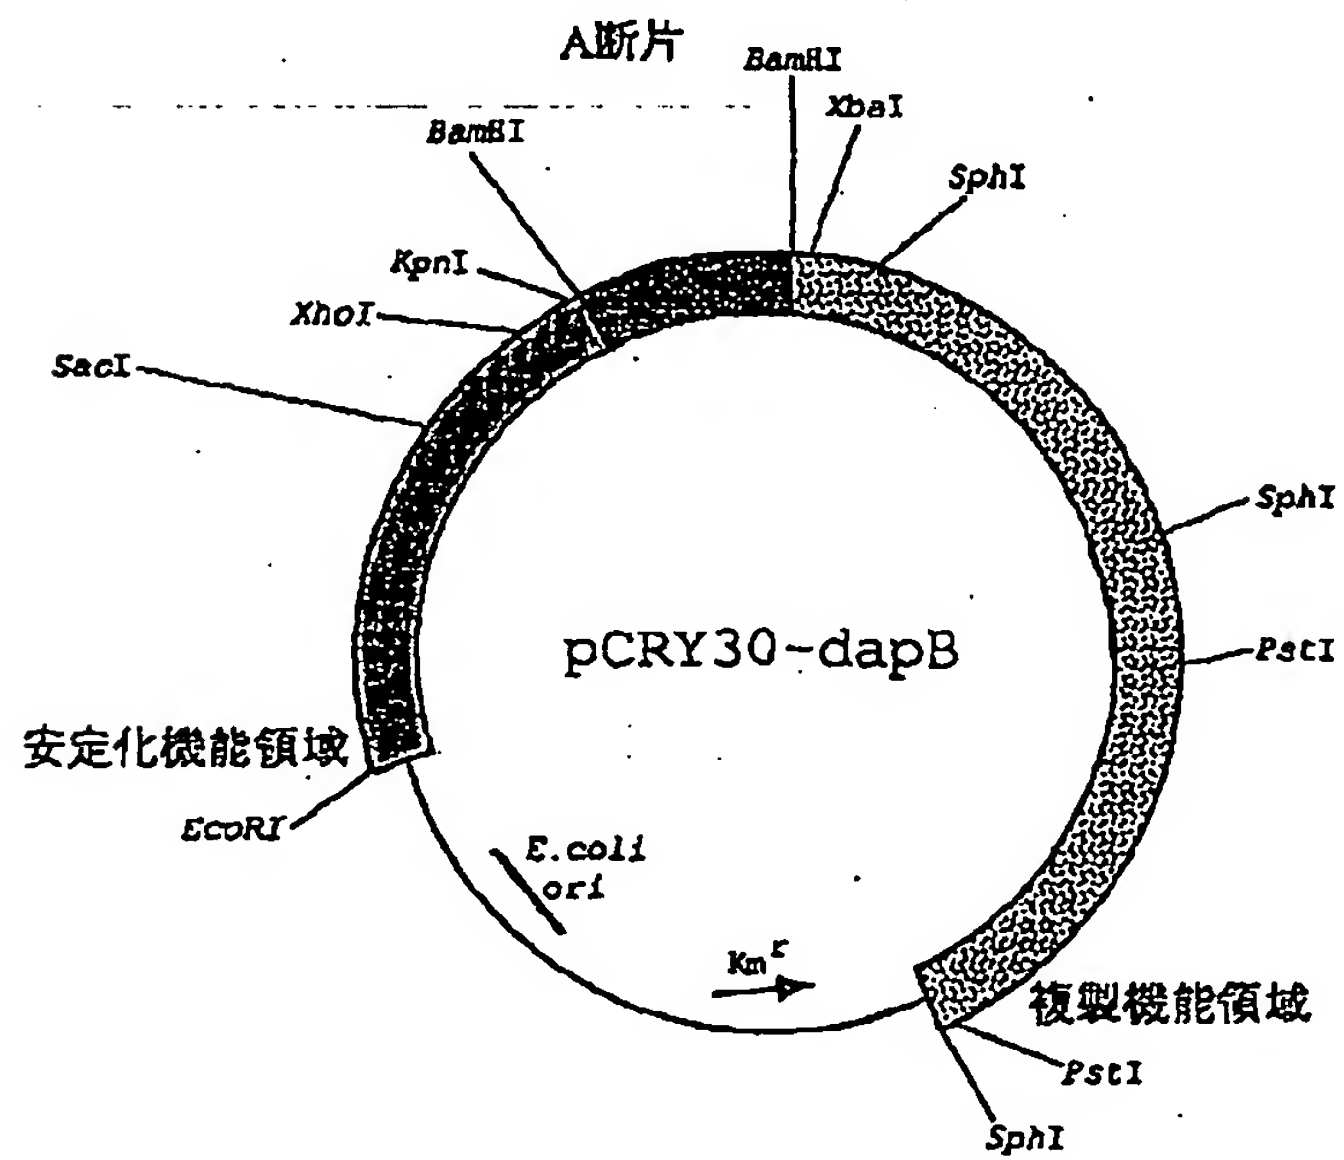 A断片
BamHI
XbaI
BamHI
SphI
KpnI
XhoI
SacI
SphI
pCRY30-dapB
PstI
安定化機能領域
EcoRI
E.coli
ori
Kmʳ
複製機能領域
PstI
SphI